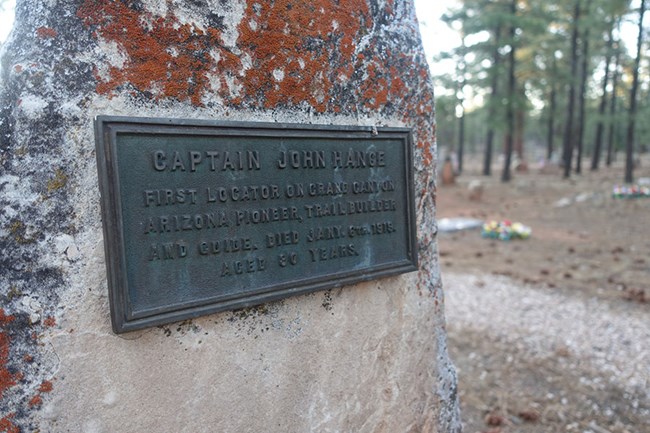 CAPTAIN JOHN HANCE
FIRST LOCATOR ON GRAND CANYON
ARIZONA PIONEER, TRAIL BUILDER
AND GUIDE. DIED JANY. 6TH. 1919.
AGED 80 YEARS.